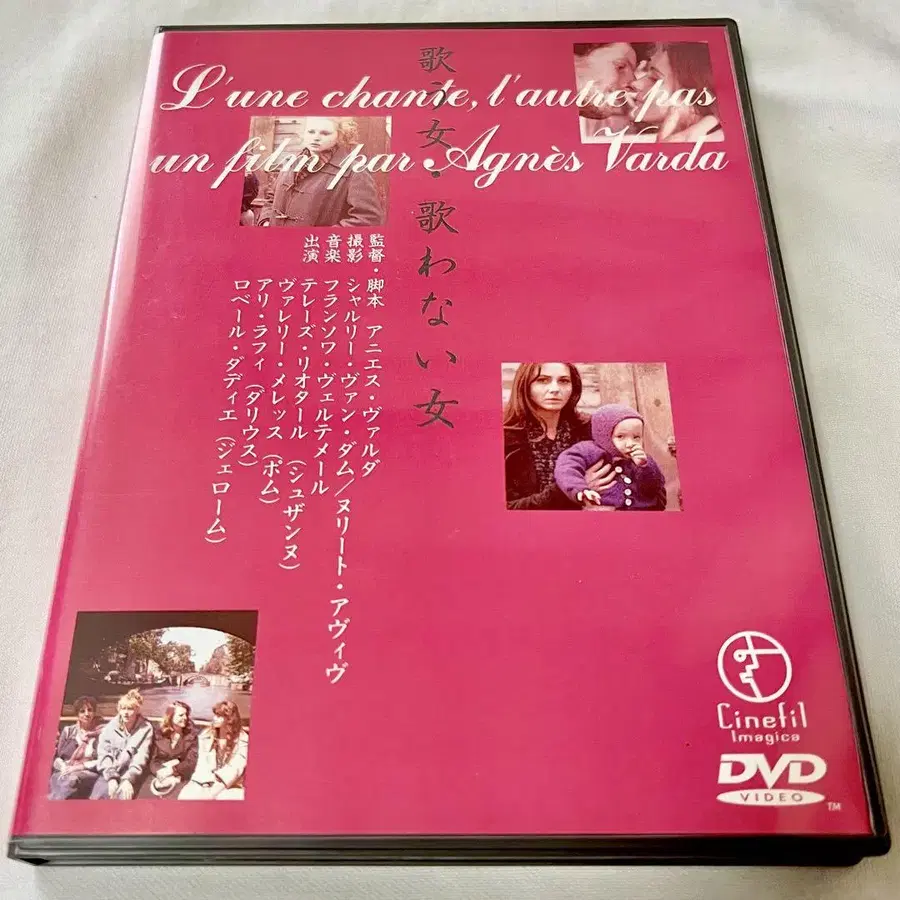 L'une chante, l'autre pas
un film par Agnès Varda
歌う女・歌わない女
監督・脚本 アニエス・ヴァルダ
撮影 シャルリー・ヴァン・ダム/ヌリート・アヴィヴ
音楽 フランソワ・ヴェルテメール
出演 テレーズ・リオタール（シュザンヌ）
ヴァレリー・メレッス（ポム）
アリ・ラフィ（ダリウス）
ロベール・ダディエ（ジェローム）
Cinefil
Imagica
DVD
VIDEO
TM